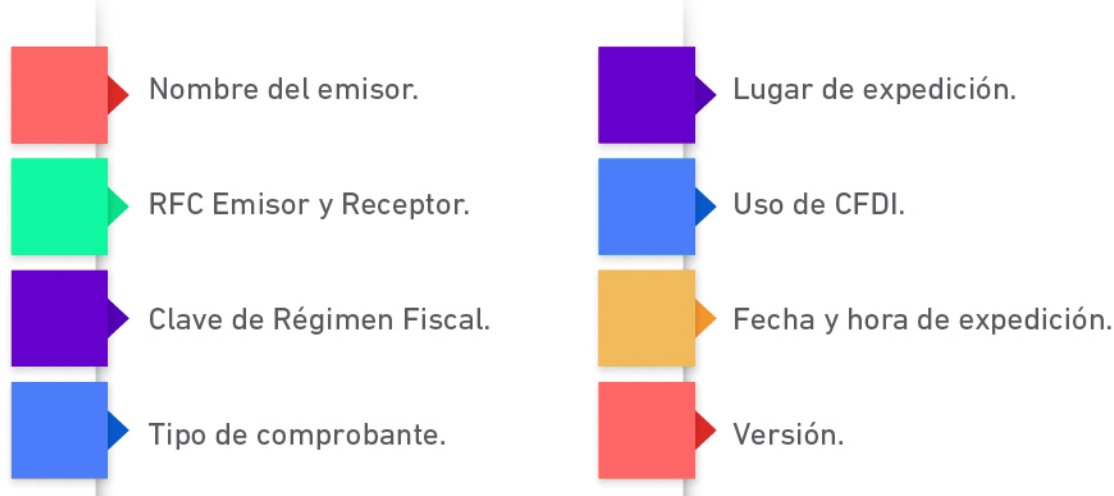 Nombre del emisor.
RFC Emisor y Receptor.
Clave de Régimen Fiscal.
Tipo de comprobante.
Lugar de expedición.
Uso de CFDI.
Fecha y hora de expedición.
Versión.